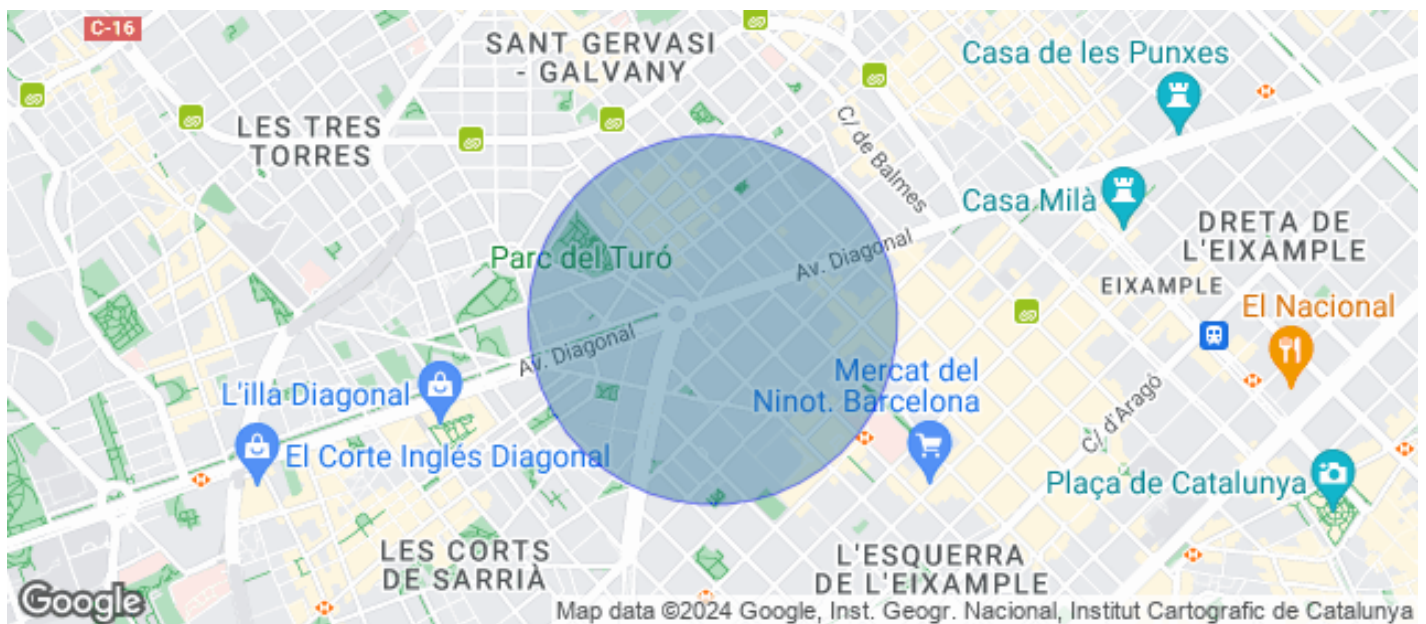 C-16
SANT GERVASI
- GALVANY
Casa de les Punxes
LES TRES
TORRES
C/ de Balmes
Casa Milà
DRETA DE
L'EIXAMPLE
Parc del Turó
Av. Diagonal
EIXAMPLE
El Nacional
Av. Diagonal
L'illa Diagonal
Mercat del
Ninot. Barcelona
C/ d'Aragó
El Corte Inglés Diagonal
Plaça de Catalunya
LES CORTS
DE SARRIÀ
L'ESQUERRA
DE L'EIXAMPLE
Google
Map data ©2024 Google, Inst. Geogr. Nacional, Institut Cartografic de Catalunya